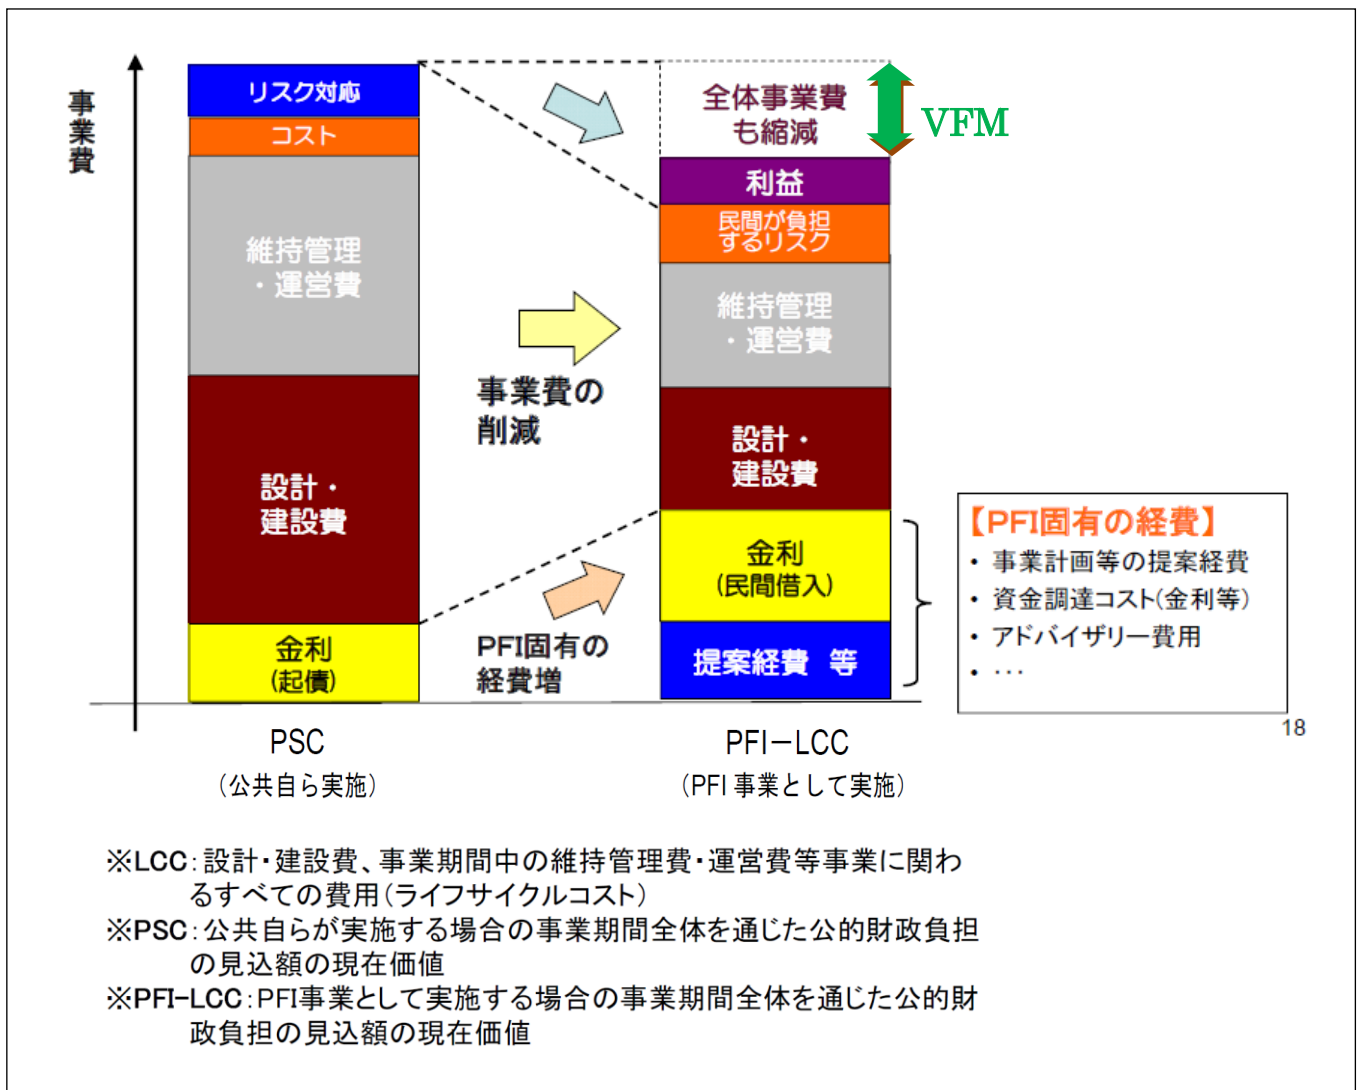 事
業
費
リスク対応
コスト
維持管理
・運営費
設計・
建設費
金利
(起債)
事業費の
削減
PFI固有の
経費増
全体事業費
も縮減
VFM
利益
民間が負担
するリスク
維持管理
・運営費
設計・
建設費
金利
(民間借入)
提案経費 等
【PFI固有の経費】
• 事業計画等の提案経費
• 資金調達コスト(金利等)
• アドバイザリー費用
• …
18
PSC
(公共自ら実施)
PFI－LCC
(PFI 事業として実施)
※LCC：設計・建設費、事業期間中の維持管理費・運営費等事業に関わ
るすべての費用(ライフサイクルコスト)
※PSC：公共自らが実施する場合の事業期間全体を通じた公的財政負担
の見込額の現在価値
※PFI-LCC：PFI事業として実施する場合の事業期間全体を通じた公的財
政負担の見込額の現在価値